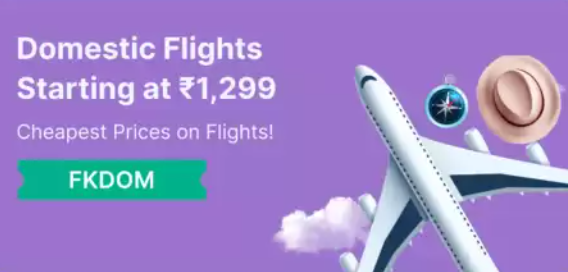 Domestic Flights
Starting at ₹1,299
Cheapest Prices on Flights!
FKDOM